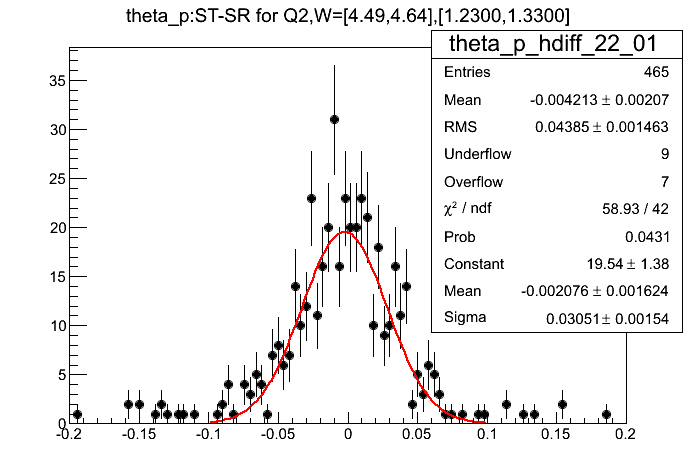 theta_p:ST-SR for Q2,W=[4.49,4.64],[1.2300,1.3300]
theta_p_hdiff_22_01
Entries 465
Mean -0.004213 ± 0.00207
RMS 0.04385 ± 0.001463
Underflow 9
Overflow 7
χ² / ndf 58.93 / 42
Prob 0.0431
Constant 19.54 ± 1.38
Mean -0.002076 ± 0.001624
Sigma 0.03051 ± 0.00154
35
30
25
20
15
10
5
0
-0.2 -0.15 -0.1 -0.05 0 0.05 0.1 0.15 0.2